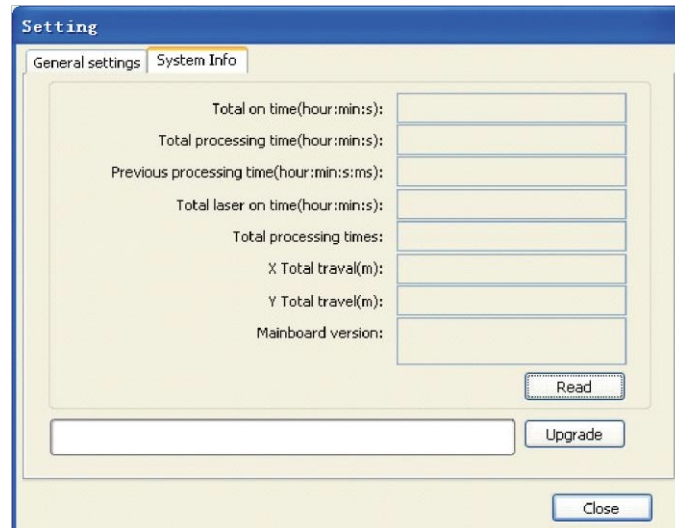 Setting
General settings System Info
Total on time(hour:min:s):
Total processing time(hour:min:s):
Previous processing time(hour:min:s:ms):
Total laser on time(hour:min:s):
Total processing times:
X Total traval(m):
Y Total travel(m):
Mainboard version:
Read
Upgrade
Close